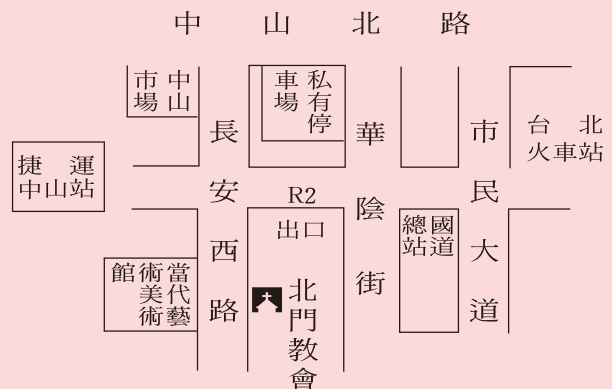 中山北路
中山
市場
私有停
車場
長安西路
華陰街
市民大道
台北
火車站
捷運
中山站
R2
出口
國道
總站
當代藝
術美術
館
北門教會